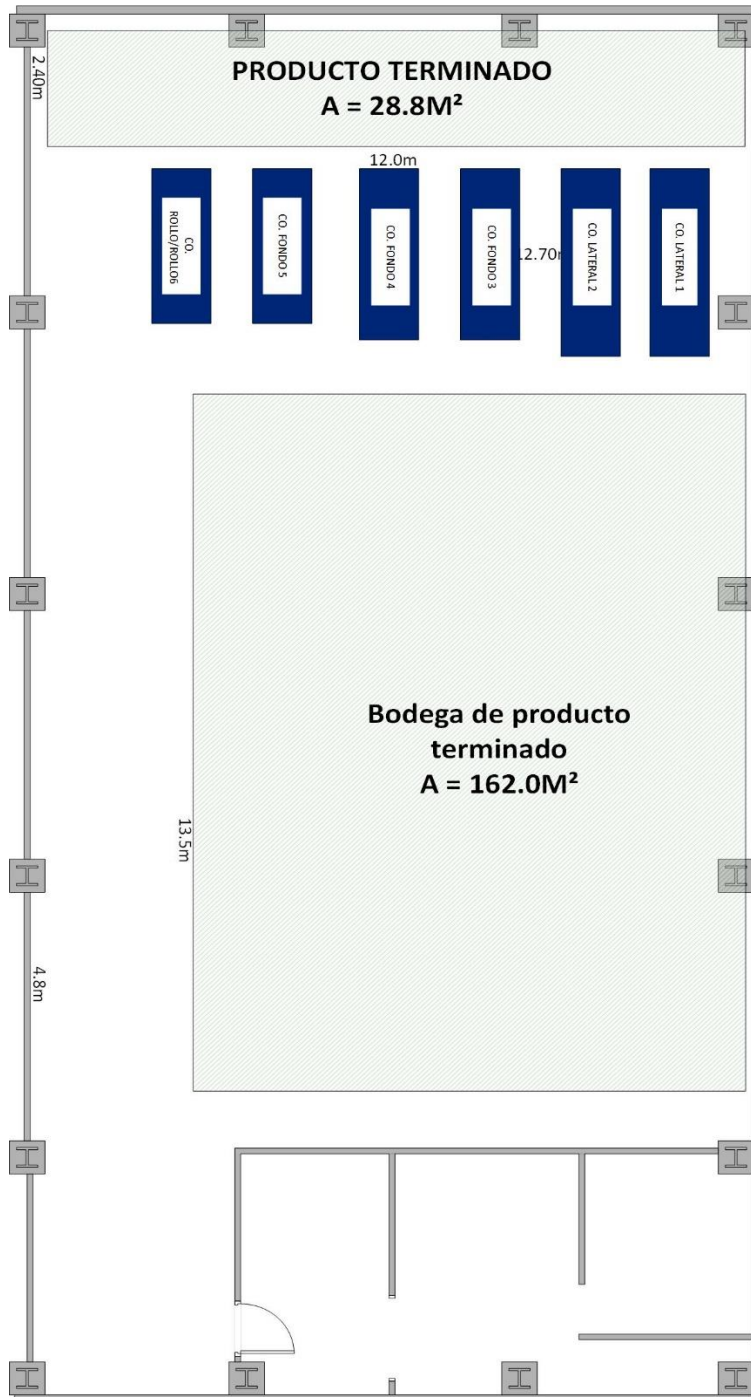 PRODUCTO TERMINADO
A = 28.8M²
2.40m
12.0m
CO.
ROLLO/ROLLO6
CO. FONDO 5
CO. FONDO 4
CO. FONDO 3
12.70m
CO. LATERAL 2
CO. LATERAL 1
Bodega de producto
terminado
A = 162.0M²
13.5m
4.8m